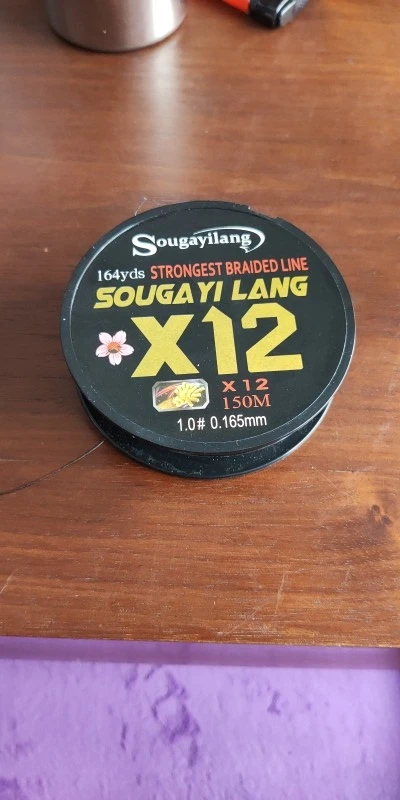 Sougayilang
164yds STRONGEST BRAIDED LINE
SOUGAYI LANG
X12
X12
150M
1.0# 0.165mm